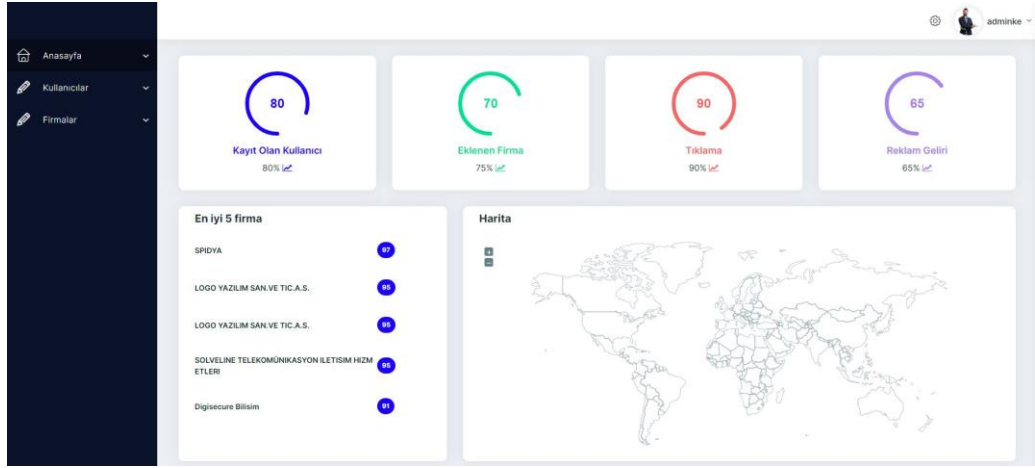 adminke
Anasayfa
Kullanıcılar
Firmalar
80
Kayıt Olan Kullanıcı
80%
70
Eklenen Firma
75%
90
Tıklama
90%
65
Reklam Geliri
65%
En iyi 5 firma
SPIDYA
97
LOGO YAZILIM SAN.VE TIC.A.S.
95
LOGO YAZILIM SAN.VE TIC.A.S.
95
SOLVELINE TELEKOMÜNIKASYON ILETISIM HIZM
ETLERI
95
Digisecure Bilisim
91
Harita
+
−